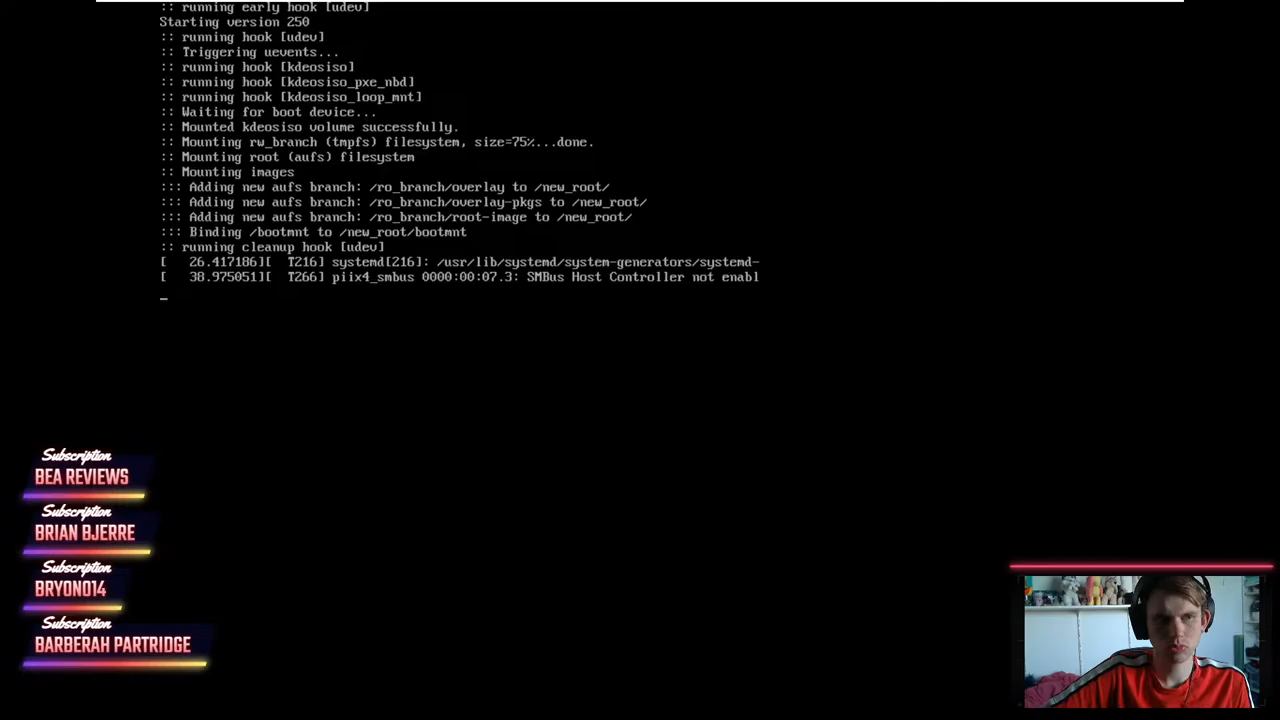 :: running early hook [udev]
Starting version 250
:: running hook [udev]
:: Triggering uevents...
:: running hook [kdeosiso]
:: running hook [kdeosiso_pxe_nbd]
:: running hook [kdeosiso_loop_mnt]
:: Waiting for boot device...
:: Mounted kdeosiso volume successfully.
:: Mounting rw_branch (tmpfs) filesystem, size=75%...done.
:: Mounting root (aufs) filesystem
:: Mounting images
::: Adding new aufs branch: /ro_branch/overlay to /new_root/
::: Adding new aufs branch: /ro_branch/overlay-pkgs to /new_root/
::: Adding new aufs branch: /ro_branch/root-image to /new_root/
::: Binding /bootmnt to /new_root/bootmnt
:: running cleanup hook [udev]
[   26.417186][  T216] systemd[216]: /usr/lib/systemd/system-generators/systemd-
[   38.975051][  T266] piix4_smbus 0000:00:07.3: SMBus Host Controller not enabl
_
Subscription
BEA REVIEWS
Subscription
BRIAN BJERRE
Subscription
BRYON014
Subscription
BARBERAH PARTRIDGE